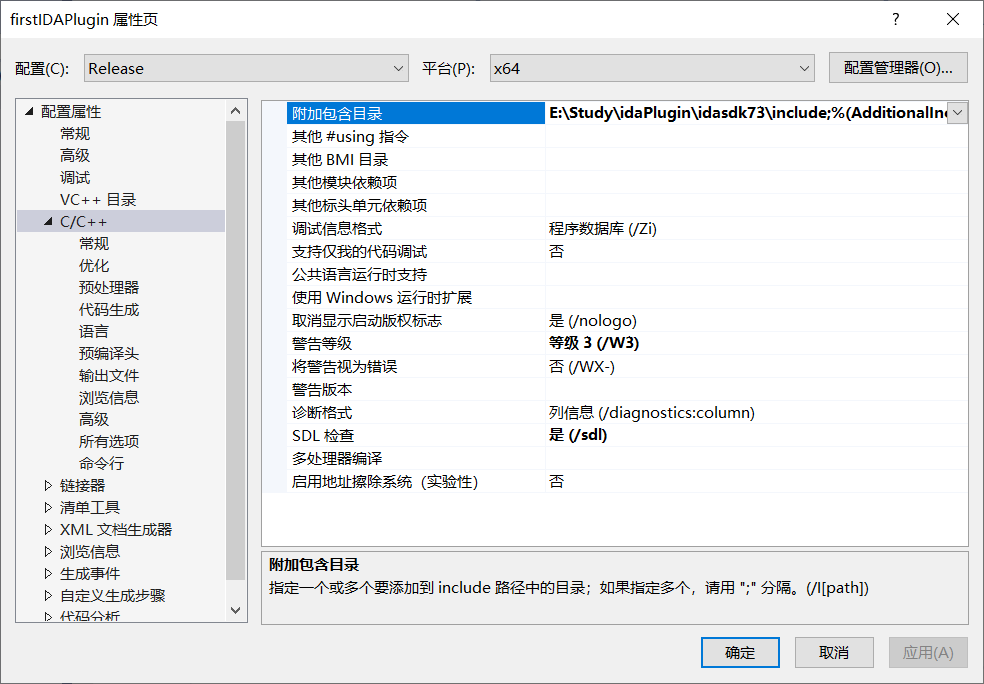 firstIDAPlugin 属性页
?
配置(C): Release 平台(P): x64 配置管理器(O)...
配置属性
常规
高级
调试
VC++ 目录
C/C++
常规
优化
预处理器
代码生成
语言
预编译头
输出文件
浏览信息
高级
所有选项
命令行
链接器
清单工具
XML 文档生成器
浏览信息
生成事件
自定义生成步骤
代码分析
附加包含目录 E:\Study\idaPlugin\idasdk73\include;%(AdditionalInc
其他 #using 指令
其他 BMI 目录
其他模块依赖项
其他标头单元依赖项
调试信息格式 程序数据库 (/Zi)
支持仅我的代码调试 否
公共语言运行时支持
使用 Windows 运行时扩展
取消显示启动版权标志 是 (/nologo)
警告等级 等级 3 (/W3)
将警告视为错误 否 (/WX-)
警告版本
诊断格式 列信息 (/diagnostics:column)
SDL 检查 是 (/sdl)
多处理器编译
启用地址擦除系统（实验性） 否
附加包含目录
指定一个或多个要添加到 include 路径中的目录；如果指定多个，请用 ";" 分隔。(/I[path])
确定 取消 应用(A)